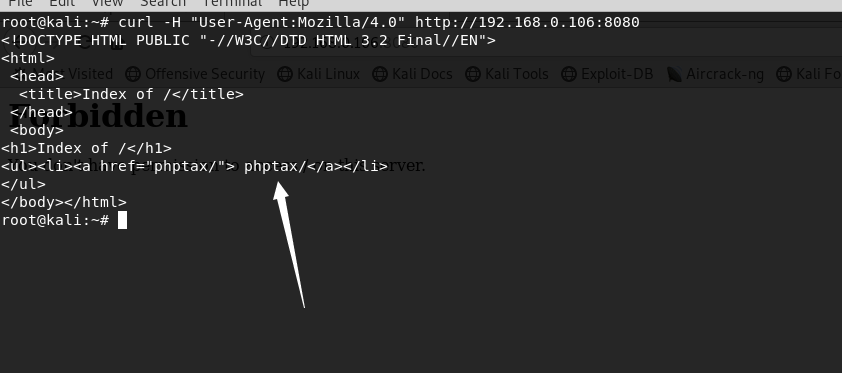 File Edit View Search Terminal Help
root@kali:~# curl -H "User-Agent:Mozilla/4.0" http://192.168.0.106:8080
<!DOCTYPE HTML PUBLIC "-//W3C//DTD HTML 3.2 Final//EN">
<html>
 <head>
Most Visited Offensive Security Kali Linux Kali Docs Kali Tools Exploit-DB Aircrack-ng Kali Fo
  <title>Index of /</title>
 </head>
Forbidden
 <body>
<h1>Index of /</h1>
<ul><li><a href="phptax/"> phptax/</a></li>
server.
</ul>
</body></html>
root@kali:~#